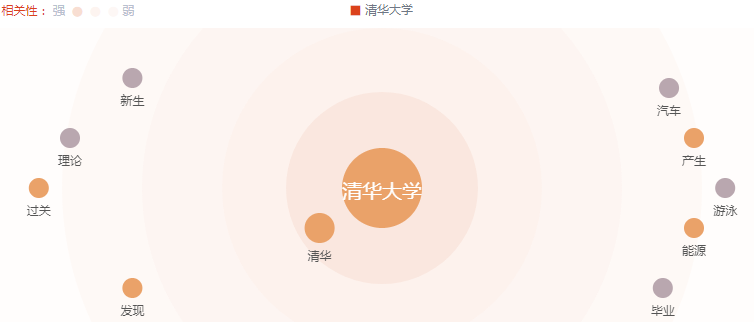 相关性： 强 弱
清华大学
新生
汽车
理论
产生
清华大学
过关
游泳
清华
能源
发现
毕业